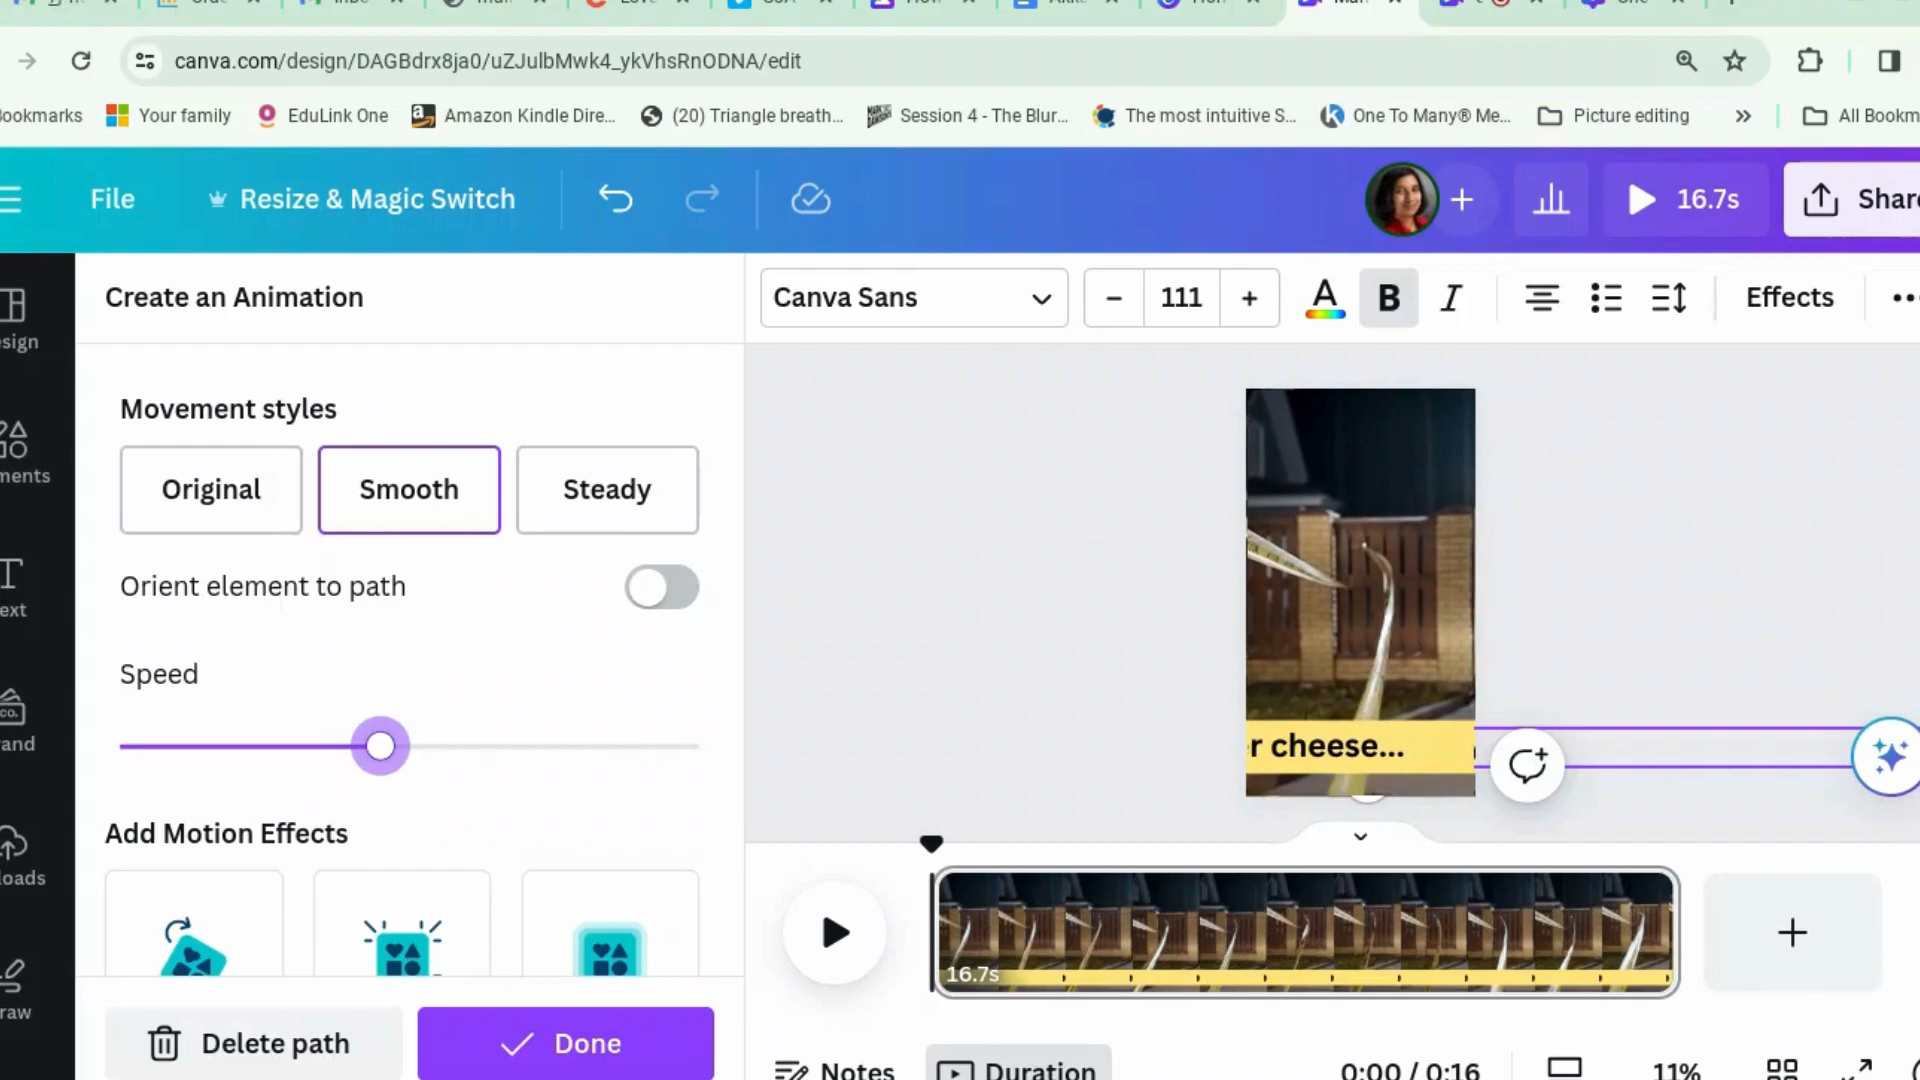 canva.com/design/DAGBdrx8ja0/uZJulbMwk4_ykVhsRnODNA/edit
ookmarks
Your family
EduLink One
Amazon Kindle Dire...
(20) Triangle breath...
Session 4 - The Blur...
The most intuitive S...
One To Many® Me...
Picture editing
All Bookm
File
Resize & Magic Switch
16.7s
Share
Create an Animation
Canva Sans
111
B
I
Effects
sign
Movement styles
Original
Smooth
Steady
ments
Orient element to path
ext
Speed
rand
r cheese...
Add Motion Effects
loads
16.7s
raw
Delete path
Done
Notes
Duration
0:00 / 0:16
11%